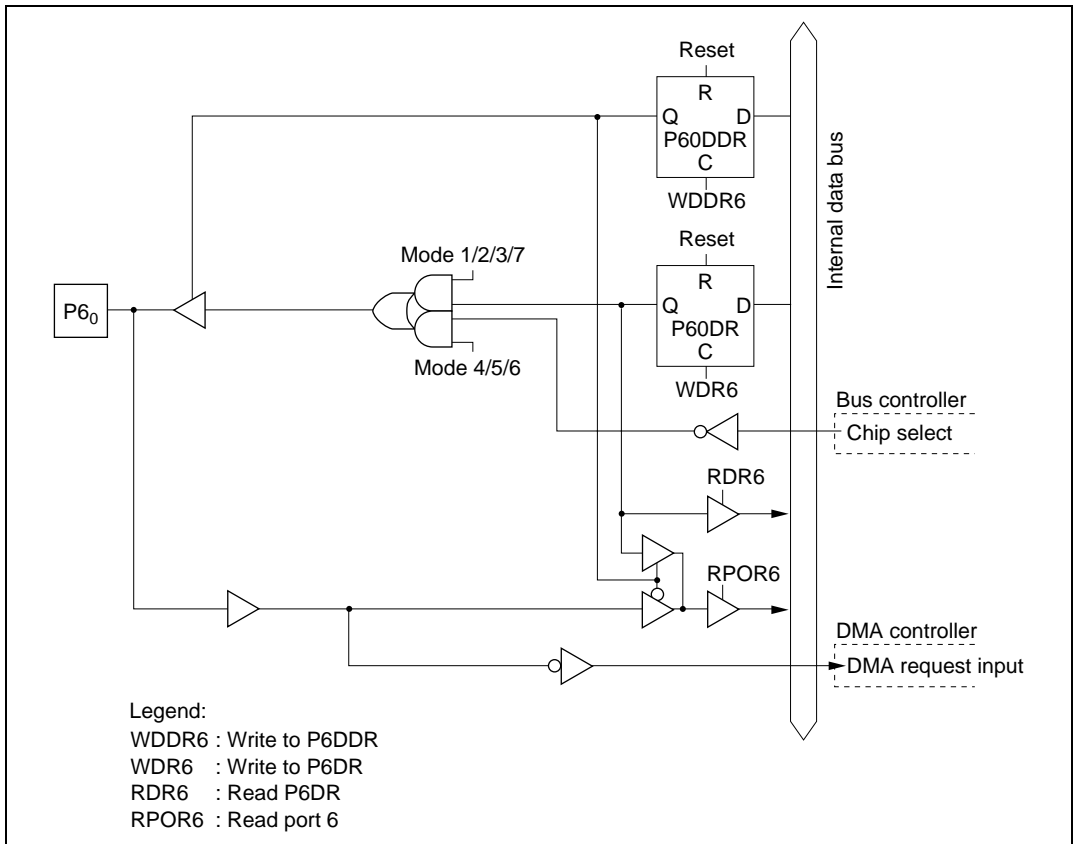 Reset
R
Q D
P60DDR
C
WDDR6
Internal data bus
Reset
Mode 1/2/3/7
R
Q D
P6₀
P60DR
C
Mode 4/5/6
WDR6
Bus controller
Chip select
RDR6
RPOR6
DMA controller
DMA request input
Legend:
WDDR6 : Write to P6DDR
WDR6 : Write to P6DR
RDR6 : Read P6DR
RPOR6 : Read port 6